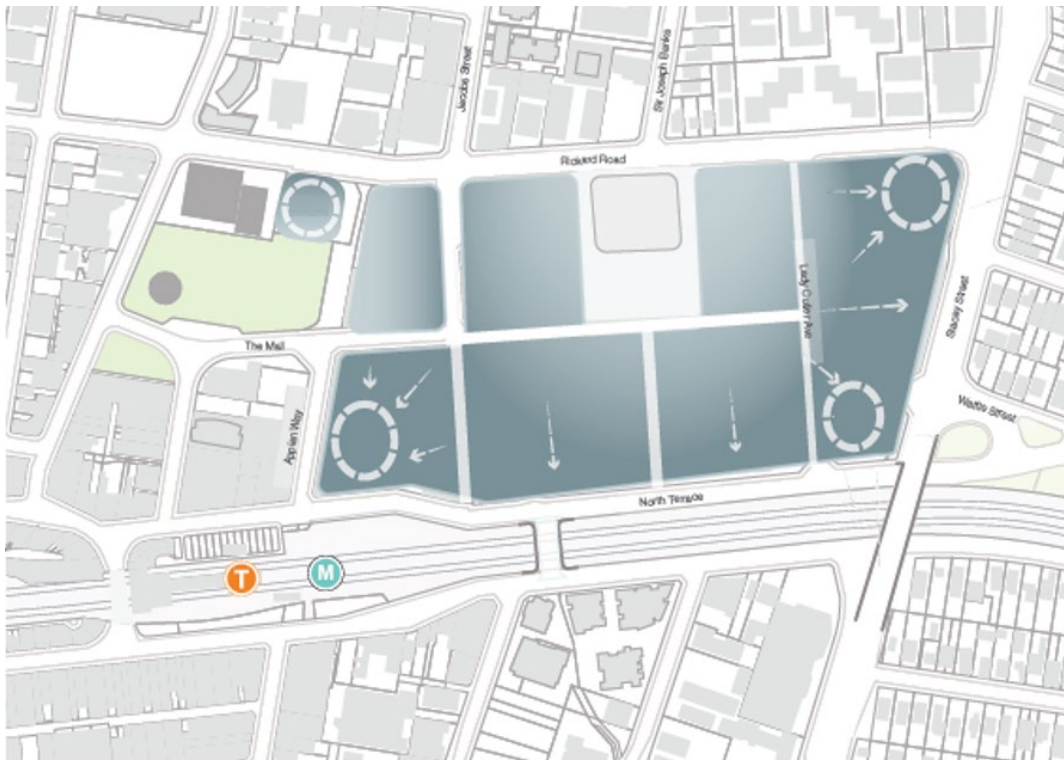 Jacobs Street
Sir Joseph Banks
Rickard Road
Lady Cutler Ave
Stacey Street
The Mall
Appian Way
Wattle Street
North Terrace
T
M